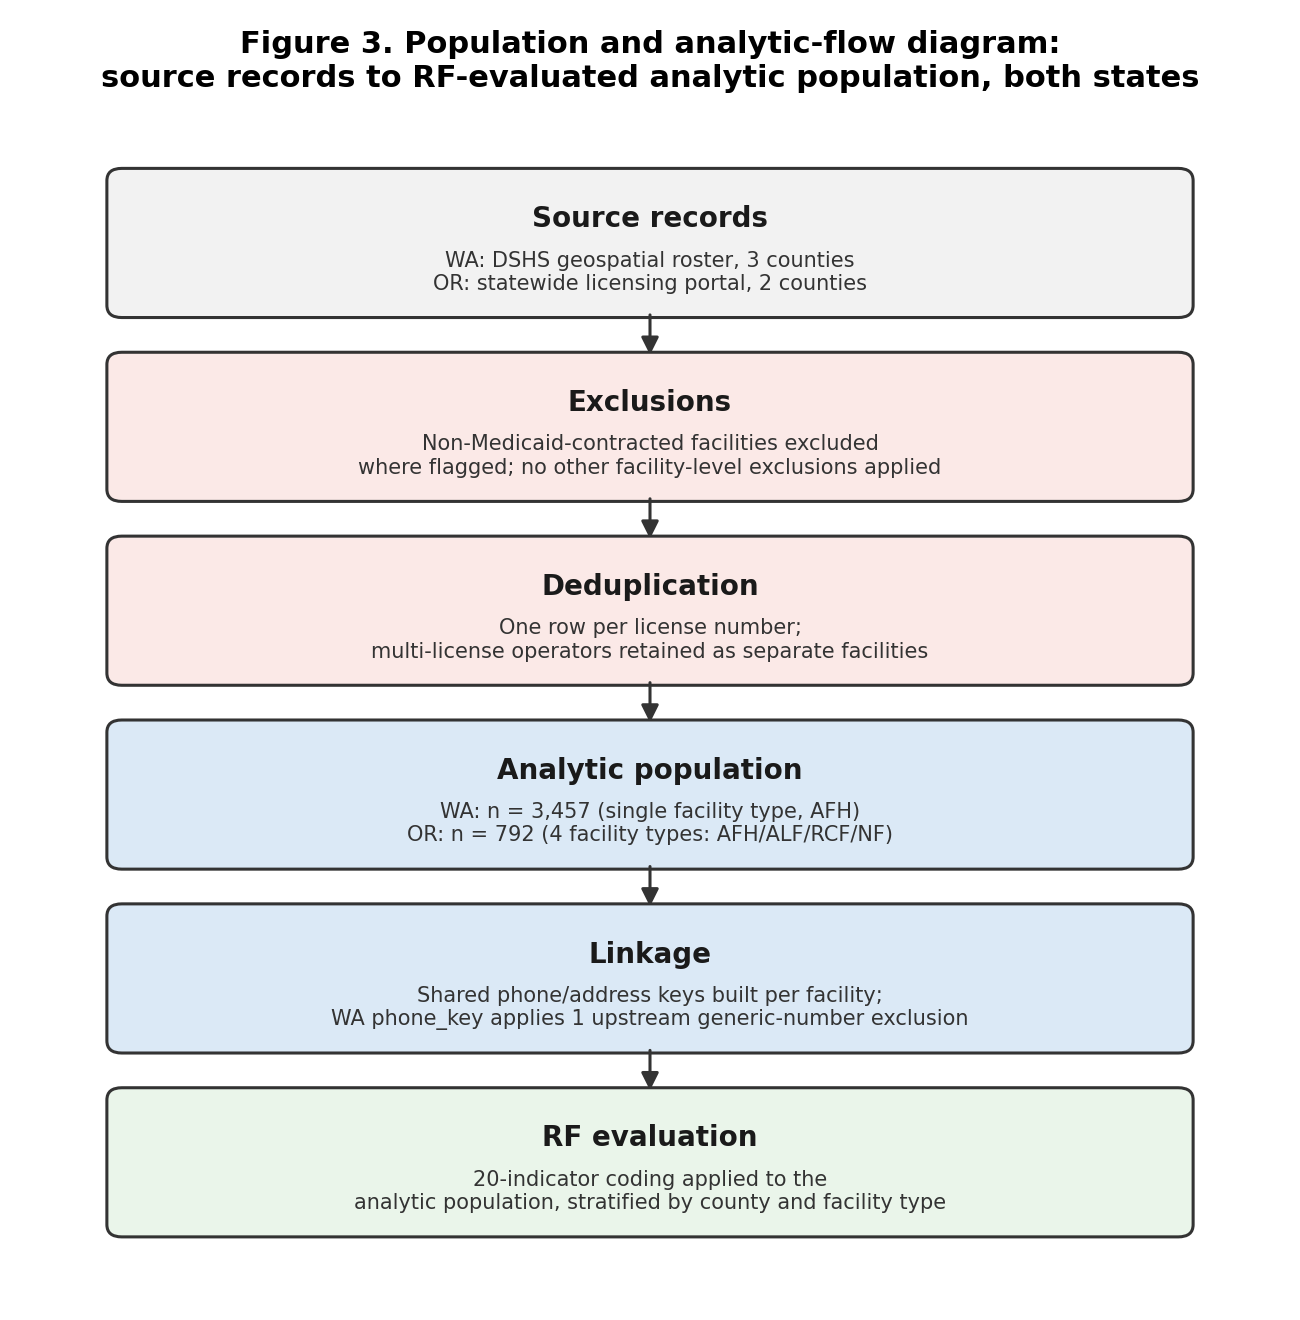 Figure 3. Population and analytic-flow diagram:
source records to RF-evaluated analytic population, both states
Source records
WA: DSHS geospatial roster, 3 counties
OR: statewide licensing portal, 2 counties
Exclusions
Non-Medicaid-contracted facilities excluded
where flagged; no other facility-level exclusions applied
Deduplication
One row per license number;
multi-license operators retained as separate facilities
Analytic population
WA: n = 3,457 (single facility type, AFH)
OR: n = 792 (4 facility types: AFH/ALF/RCF/NF)
Linkage
Shared phone/address keys built per facility;
WA phone_key applies 1 upstream generic-number exclusion
RF evaluation
20-indicator coding applied to the
analytic population, stratified by county and facility type